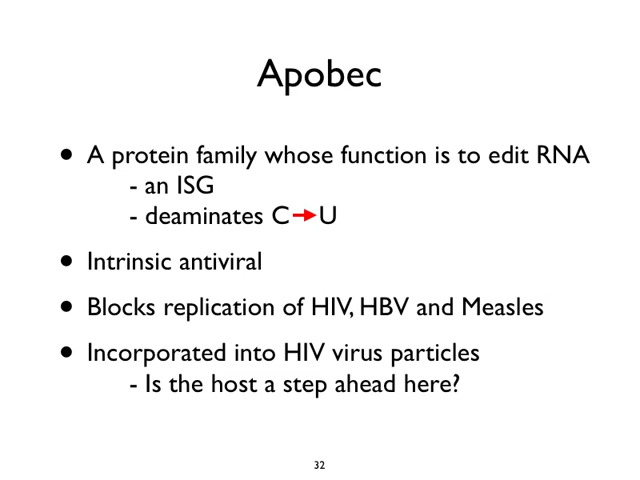 Apobec
• A protein family whose function is to edit RNA
- an ISG
- deaminates C→U
• Intrinsic antiviral
• Blocks replication of HIV, HBV and Measles
• Incorporated into HIV virus particles
- Is the host a step ahead here?
32